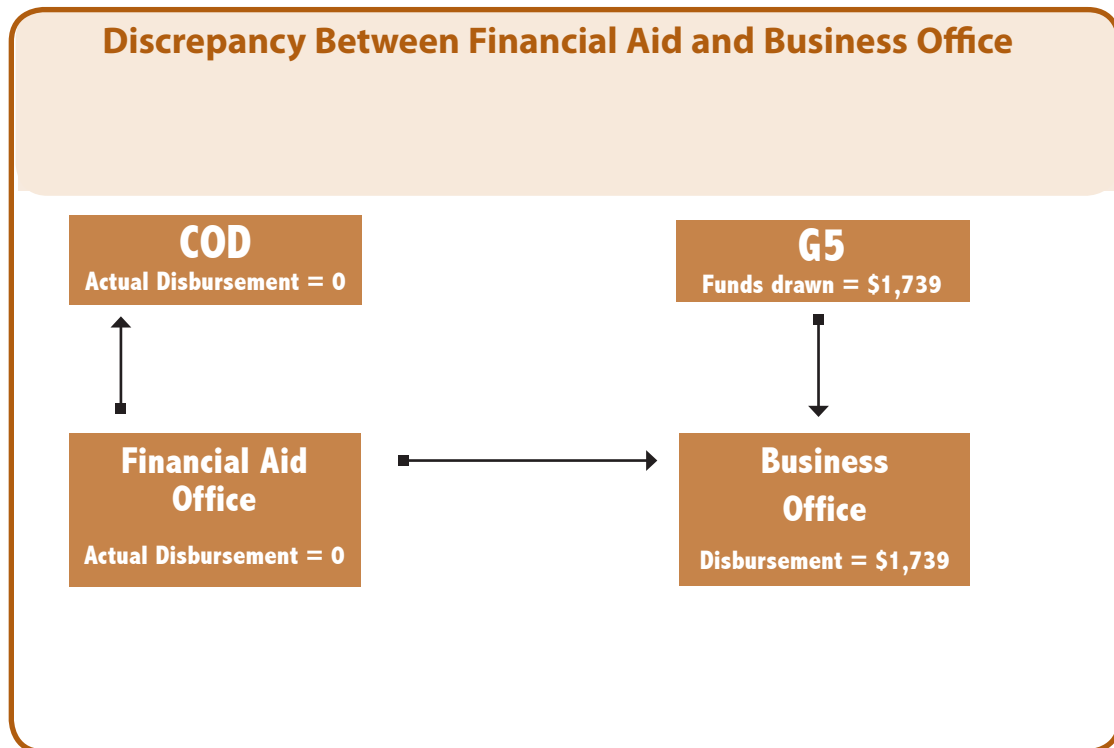 Discrepancy Between Financial Aid and Business Office
COD
Actual Disbursement = 0
G5
Funds drawn = $1,739
Financial Aid
Office
Actual Disbursement = 0
Business
Office
Disbursement = $1,739